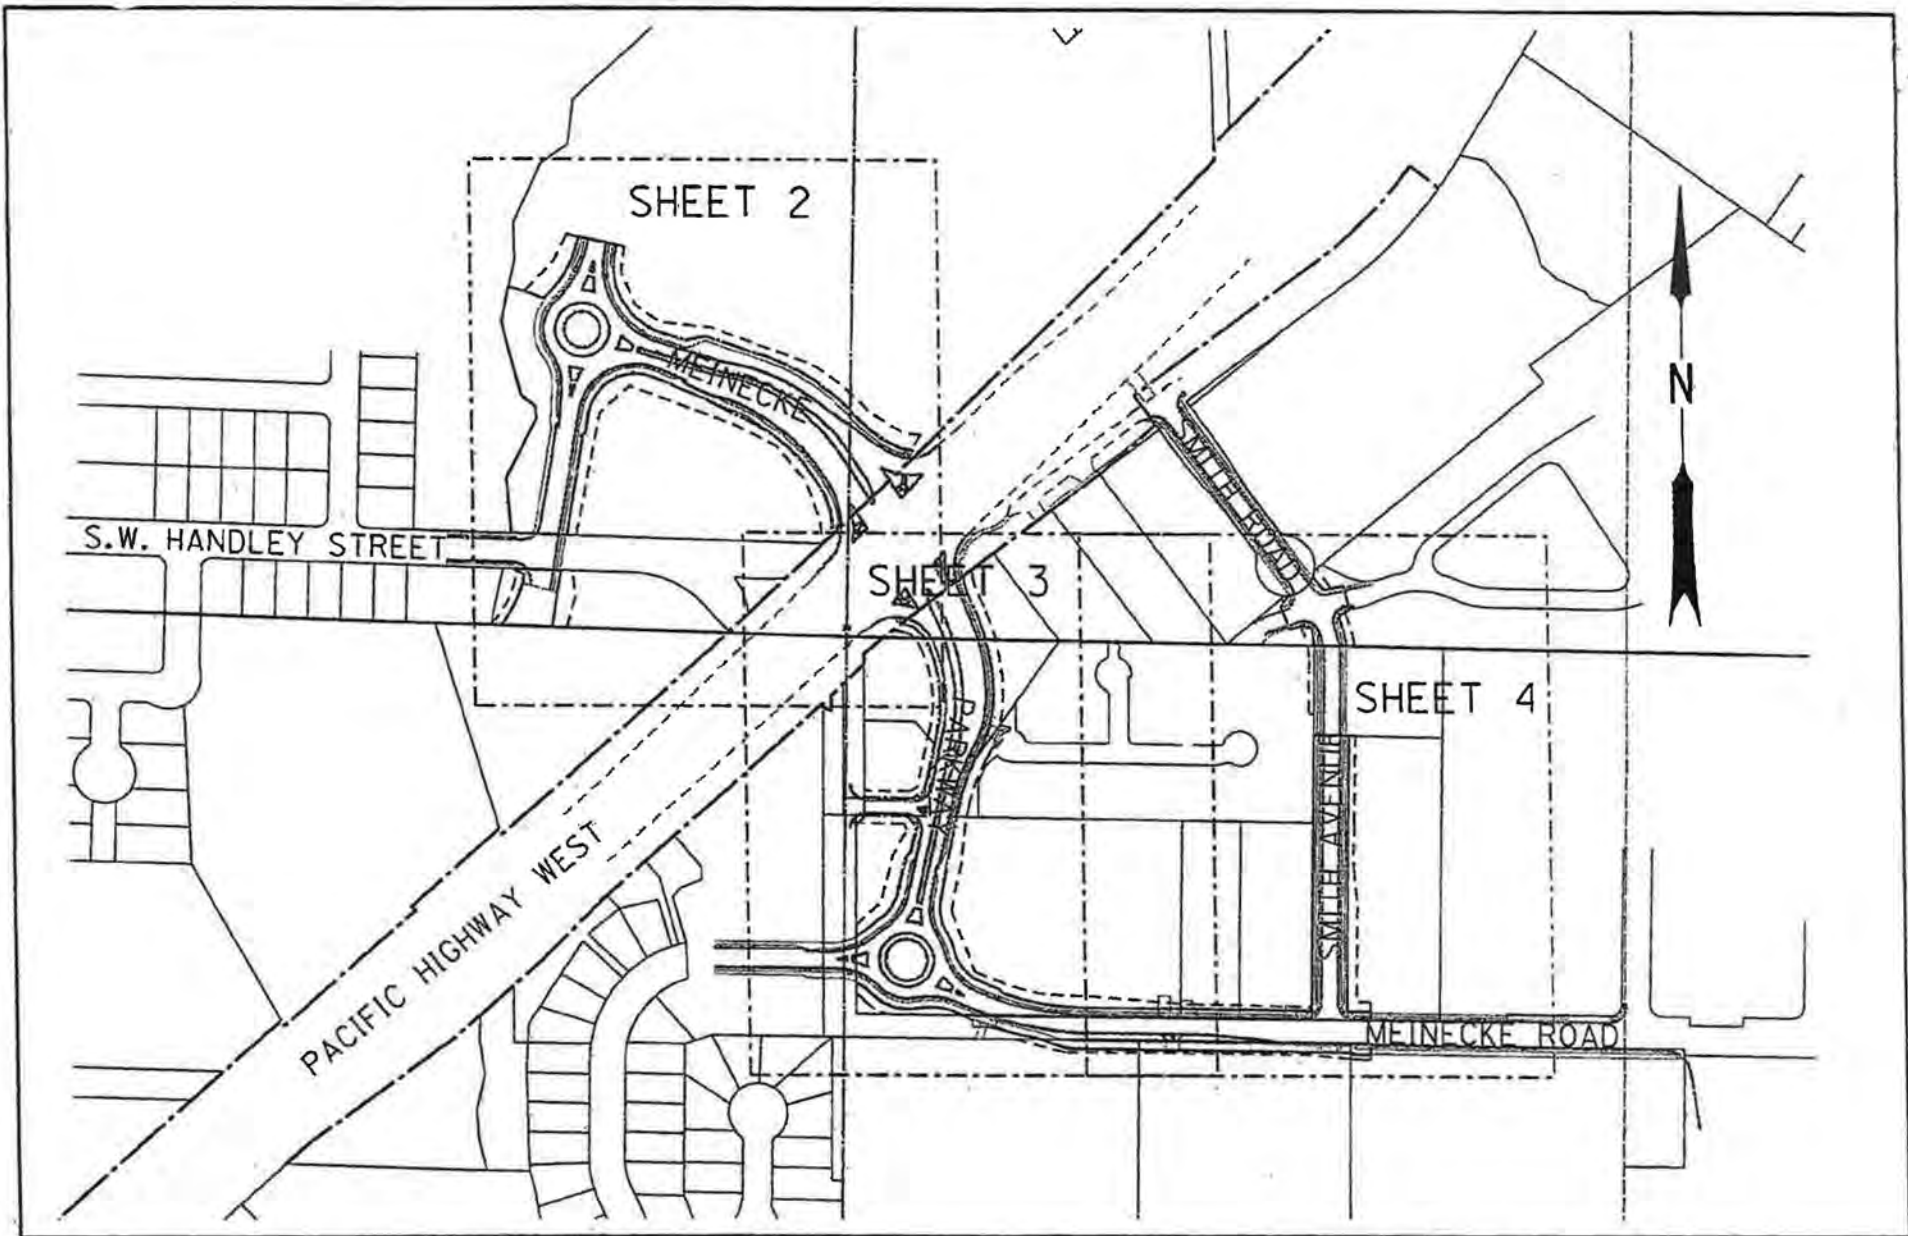 SHEET 2
MEINECKE
N
SMITH ROAD
S.W. HANDLEY STREET
SHEET 3
SHEET 4
PARKWAY
SMITH AVENUE
PACIFIC HIGHWAY WEST
MEINECKE ROAD